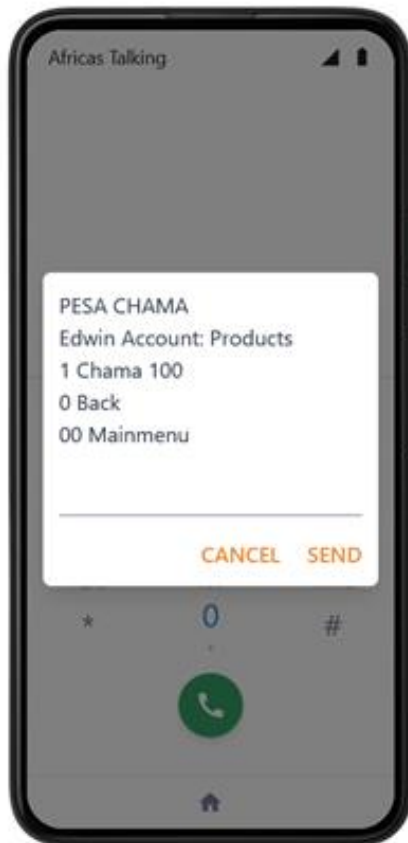 Africas Talking
PESA CHAMA
Edwin Account: Products
1 Chama 100
0 Back
00 Mainmenu
CANCEL SEND
* 0 #